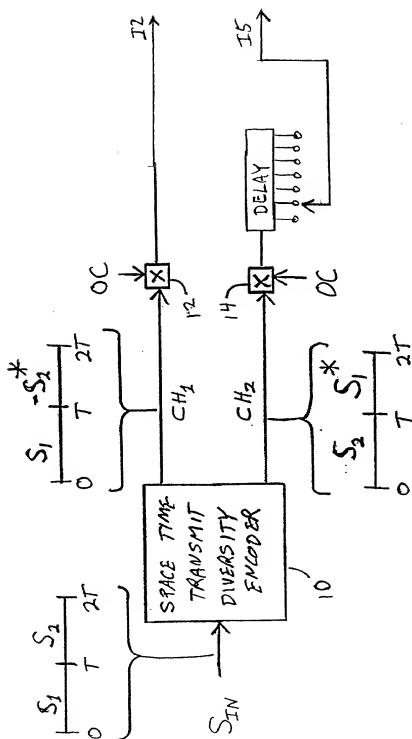 S1 S2
0 T 2T
SIN
SPACE TIME
TRANSMIT
DIVERSITY
ENCODER
10
S1 -S2*
0 T 2T
CH1
OC
X
12
I2
S2 S1*
0 T 2T
CH2
OC
X
14
DELAY
I5